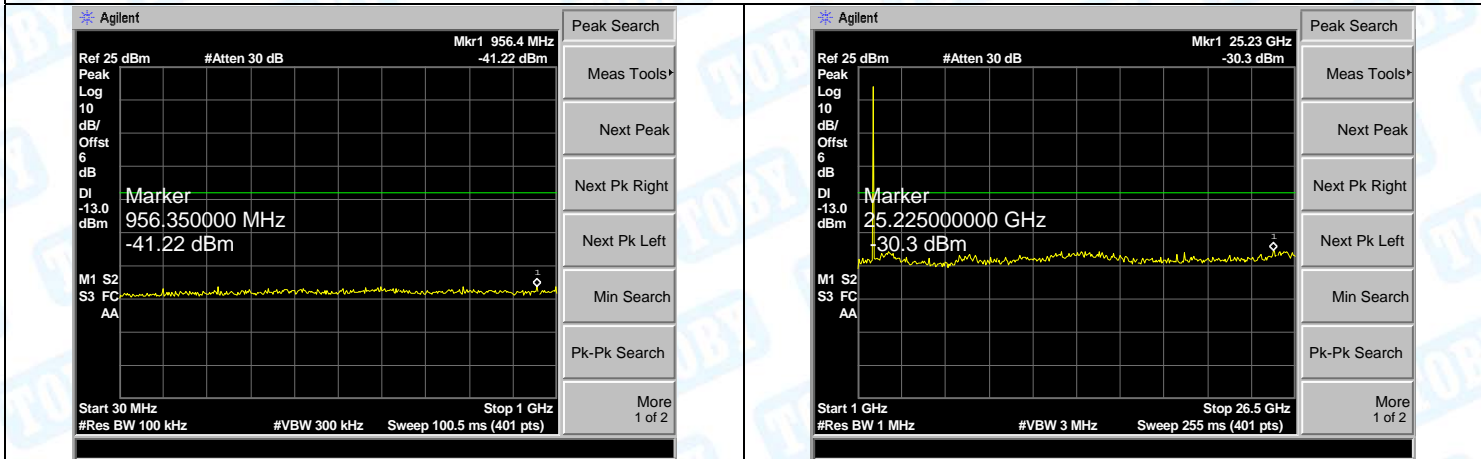 Agilent
Peak Search
Mkr1 956.4 MHz
Ref 25 dBm #Atten 30 dB -41.22 dBm
Peak
Log
10
dB/
Offst
6
dB
DI
-13.0
dBm
Marker
956.350000 MHz
-41.22 dBm
1
M1 S2
S3 FC
AA
Start 30 MHz Stop 1 GHz
#Res BW 100 kHz #VBW 300 kHz Sweep 100.5 ms (401 pts)
Meas Tools
Next Peak
Next Pk Right
Next Pk Left
Min Search
Pk-Pk Search
More
1 of 2
Agilent
Peak Search
Mkr1 25.23 GHz
Ref 25 dBm #Atten 30 dB -30.3 dBm
Peak
Log
10
dB/
Offst
6
dB
DI
-13.0
dBm
Marker
25.225000000 GHz
-30.3 dBm
1
M1 S2
S3 FC
AA
Start 1 GHz Stop 26.5 GHz
#Res BW 1 MHz #VBW 3 MHz Sweep 255 ms (401 pts)
Meas Tools
Next Peak
Next Pk Right
Next Pk Left
Min Search
Pk-Pk Search
More
1 of 2
TOBY